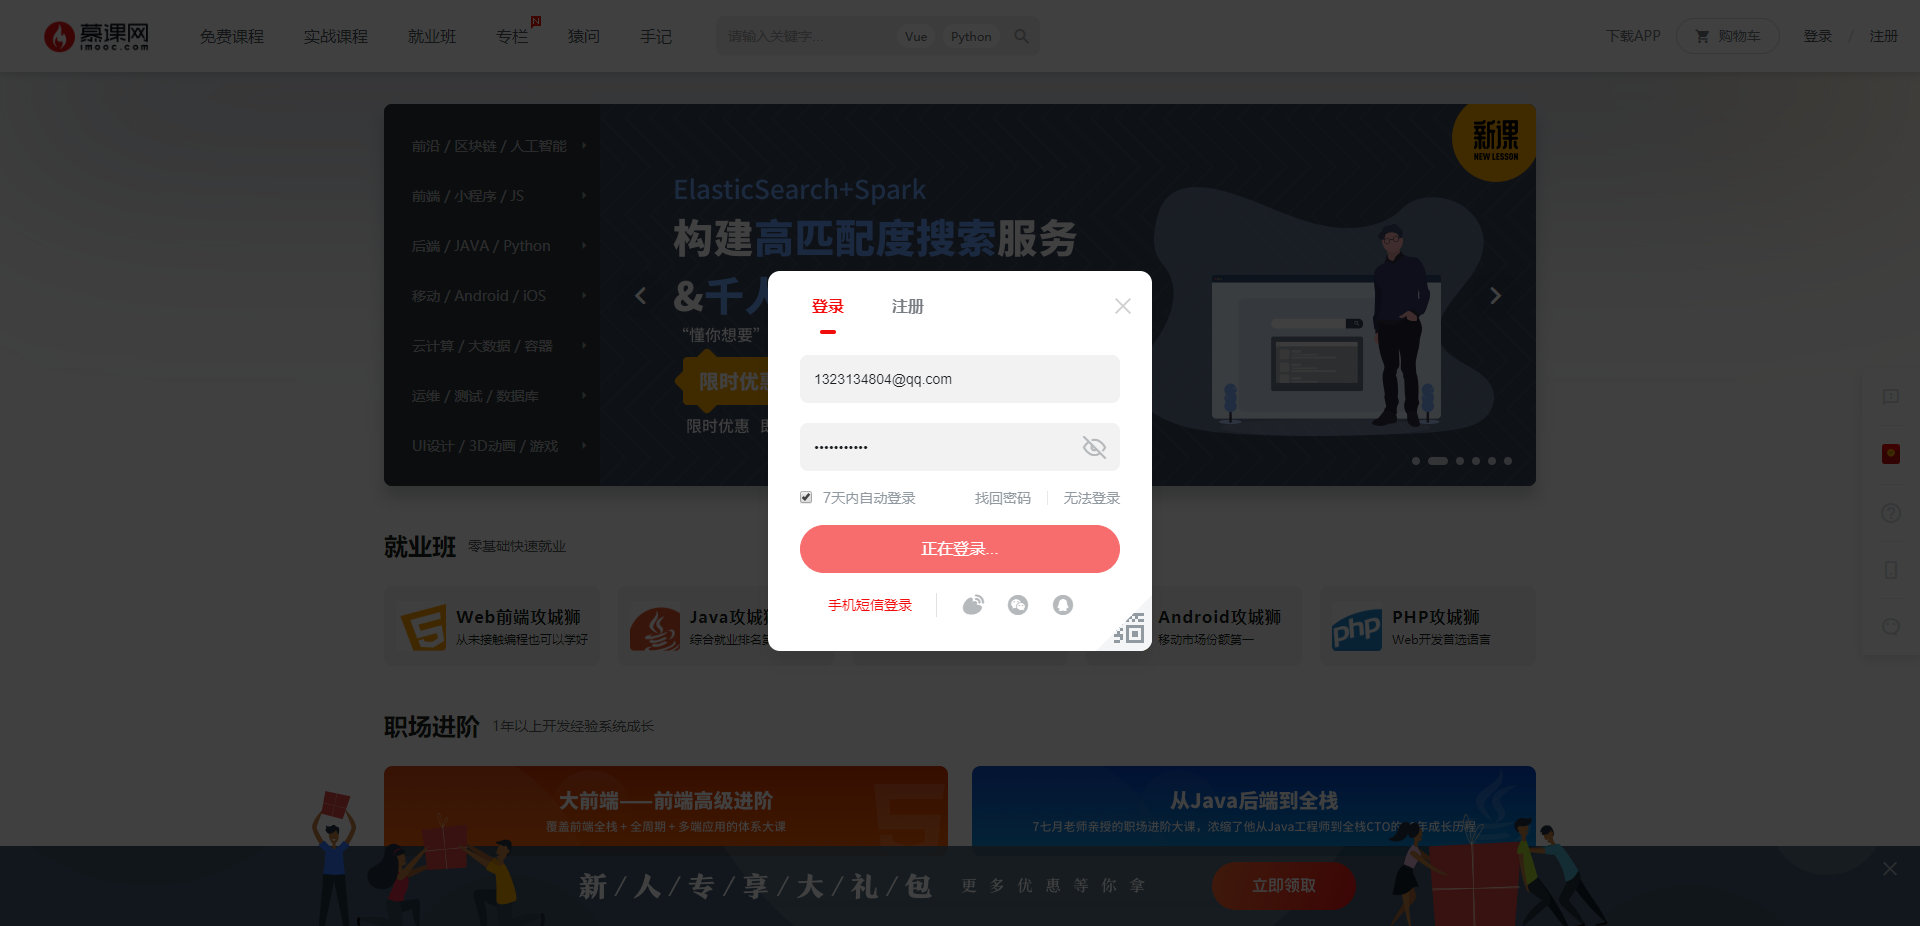 慕课网
imooc.com
免费课程
实战课程
就业班
专栏
N
猿问
手记
请输入关键字...
Vue
Python
下载APP
购物车
登录 / 注册
前沿 / 区块链 / 人工智能
前端 / 小程序 / JS
后端 / JAVA / Python
移动 / Android / IOS
云计算 / 大数据 / 容器
运维 / 测试 / 数据库
UI设计 / 3D动画 / 游戏
新课
NEW LESSON
ElasticSearch+Spark
构建高匹配度搜索服务
&千人
“懂你想要”
限时优惠
限时优惠
登录
注册
1323134804@qq.com
•••••••••••
7天内自动登录
找回密码
无法登录
正在登录...
手机短信登录
就业班
零基础快速就业
Web前端攻城狮
从未接触编程也可以学好
Java攻城狮
综合就业排名第
Android攻城狮
移动市场份额第一
PHP攻城狮
Web开发首选语言
php
职场进阶
1年以上开发经验系统成长
大前端——前端高级进阶
覆盖前端全栈 + 全周期 + 多端应用的体系大课
从Java后端到全栈
7七月老师亲授的职场进阶大课，浓缩了他从Java工程师到全栈CTO的
年成长历程
新/人/专/享/大/礼/包
更多优惠等你拿
立即领取